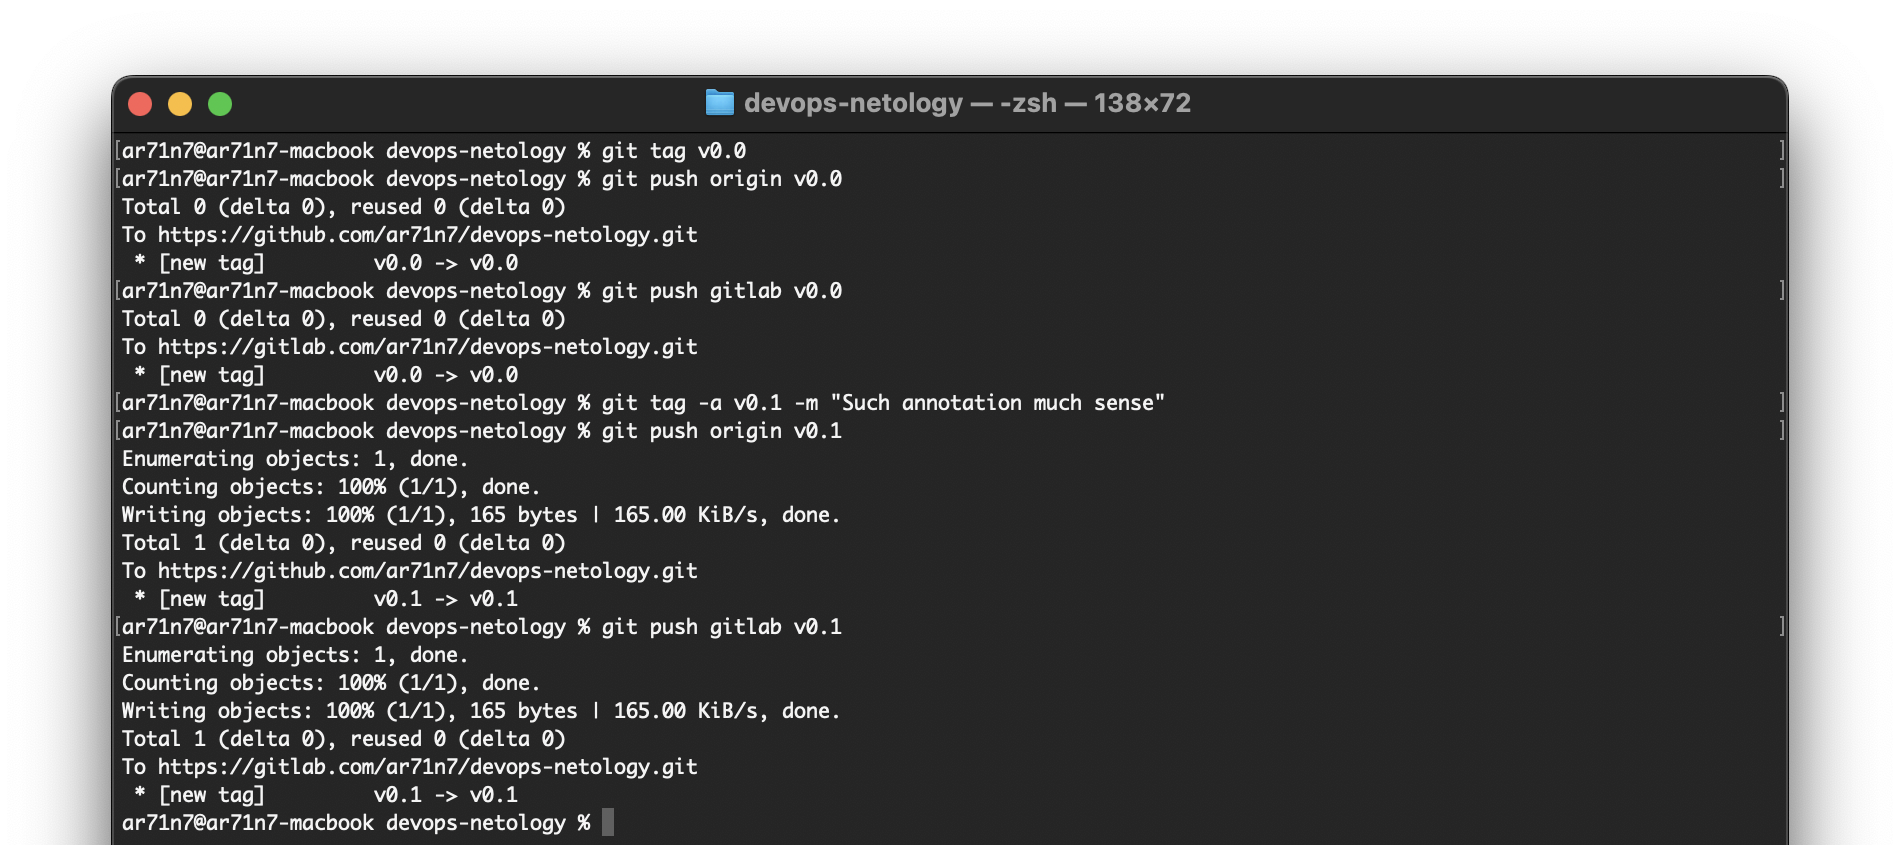 devops-netology — -zsh — 138×72
[ar71n7@ar71n7-macbook devops-netology % git tag v0.0 ]
[ar71n7@ar71n7-macbook devops-netology % git push origin v0.0 ]
Total 0 (delta 0), reused 0 (delta 0)
To https://github.com/ar71n7/devops-netology.git
 * [new tag]         v0.0 -> v0.0
[ar71n7@ar71n7-macbook devops-netology % git push gitlab v0.0 ]
Total 0 (delta 0), reused 0 (delta 0)
To https://gitlab.com/ar71n7/devops-netology.git
 * [new tag]         v0.0 -> v0.0
[ar71n7@ar71n7-macbook devops-netology % git tag -a v0.1 -m "Such annotation much sense" ]
[ar71n7@ar71n7-macbook devops-netology % git push origin v0.1 ]
Enumerating objects: 1, done.
Counting objects: 100% (1/1), done.
Writing objects: 100% (1/1), 165 bytes | 165.00 KiB/s, done.
Total 1 (delta 0), reused 0 (delta 0)
To https://github.com/ar71n7/devops-netology.git
 * [new tag]         v0.1 -> v0.1
[ar71n7@ar71n7-macbook devops-netology % git push gitlab v0.1 ]
Enumerating objects: 1, done.
Counting objects: 100% (1/1), done.
Writing objects: 100% (1/1), 165 bytes | 165.00 KiB/s, done.
Total 1 (delta 0), reused 0 (delta 0)
To https://gitlab.com/ar71n7/devops-netology.git
 * [new tag]         v0.1 -> v0.1
ar71n7@ar71n7-macbook devops-netology %